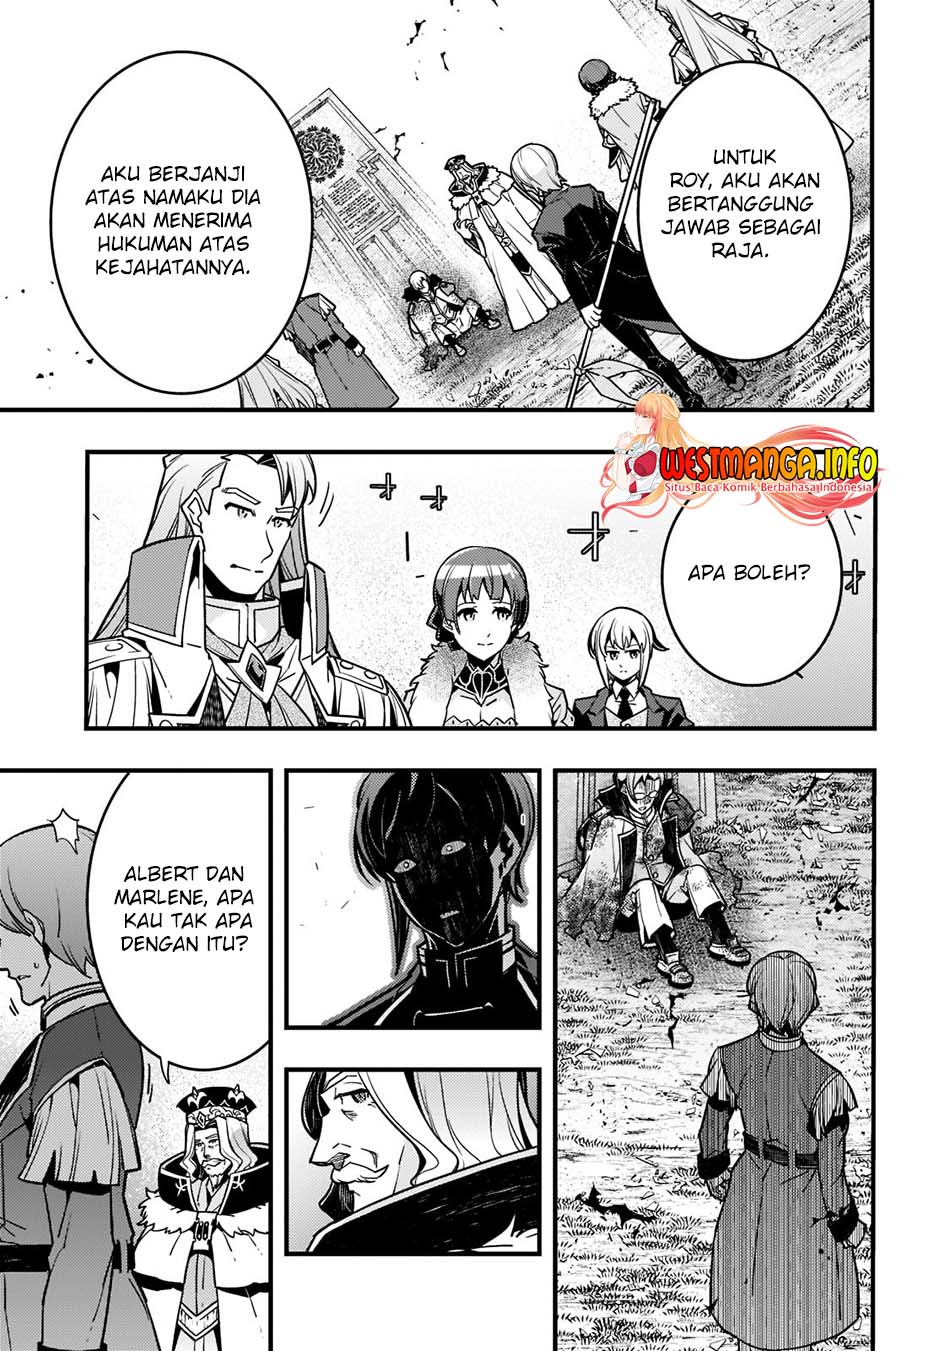 UNTUK
ROY, AKU AKAN
BERTANGGUNG
JAWAB SEBAGAI
RAJA.
AKU BERJANJI
ATAS NAMAKU DIA
AKAN MENERIMA
HUKUMAN ATAS
KEJAHATANNYA.
WESTMANGA.INFO
Situs Baca Komik Berbahasa Indonesia
APA BOLEH?
ALBERT DAN
MARLENE, APA
KAU TAK APA
DENGAN ITU?